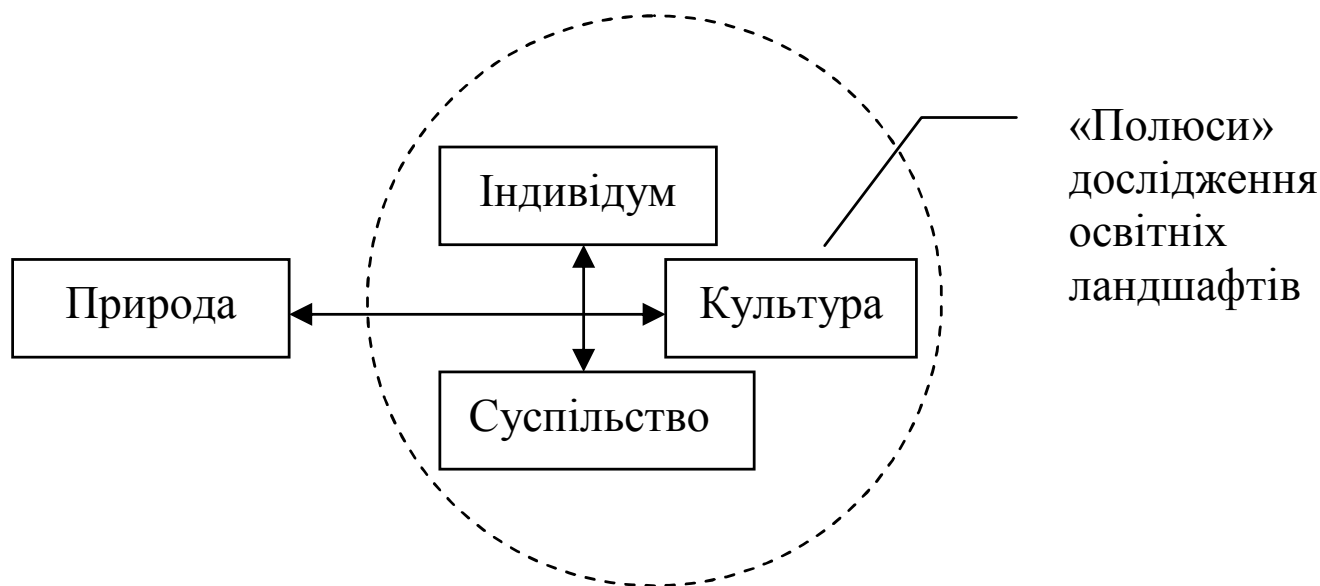 «Полюси»
дослідження
освітніх
ландшафтів
Індивідум
Природа
Культура
Суспільство